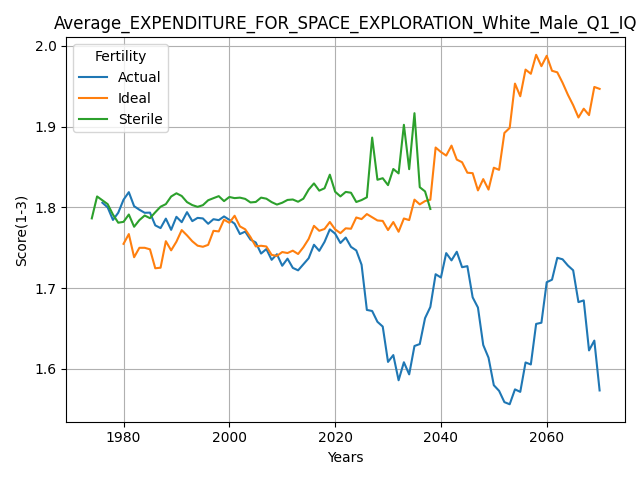 Average_EXPENDITURE_FOR_SPACE_EXPLORATION_White_Male_Q1_IQ
2.0
1.9
1.8
1.7
1.6
Score(1-3)
Fertility
Actual
Ideal
Sterile
1980
2000
2020
2040
2060
Years